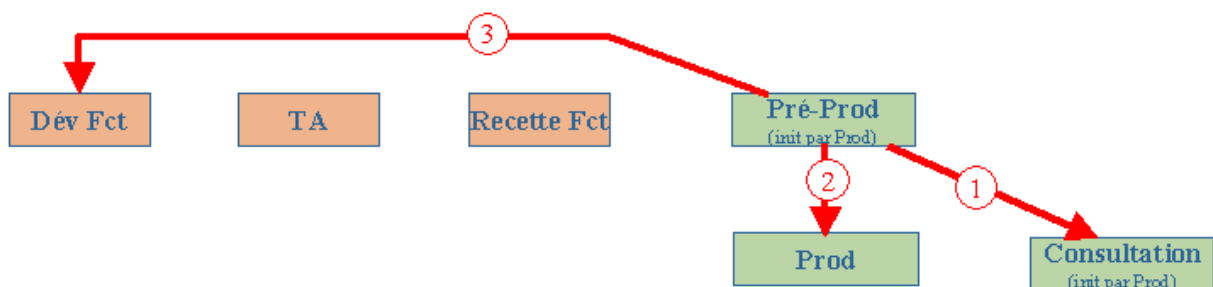 3
Dév Fct
TA
Recette Fct
Pré-Prod
(init par Prod)
2
1
Prod
Consultation
(init par Prod)